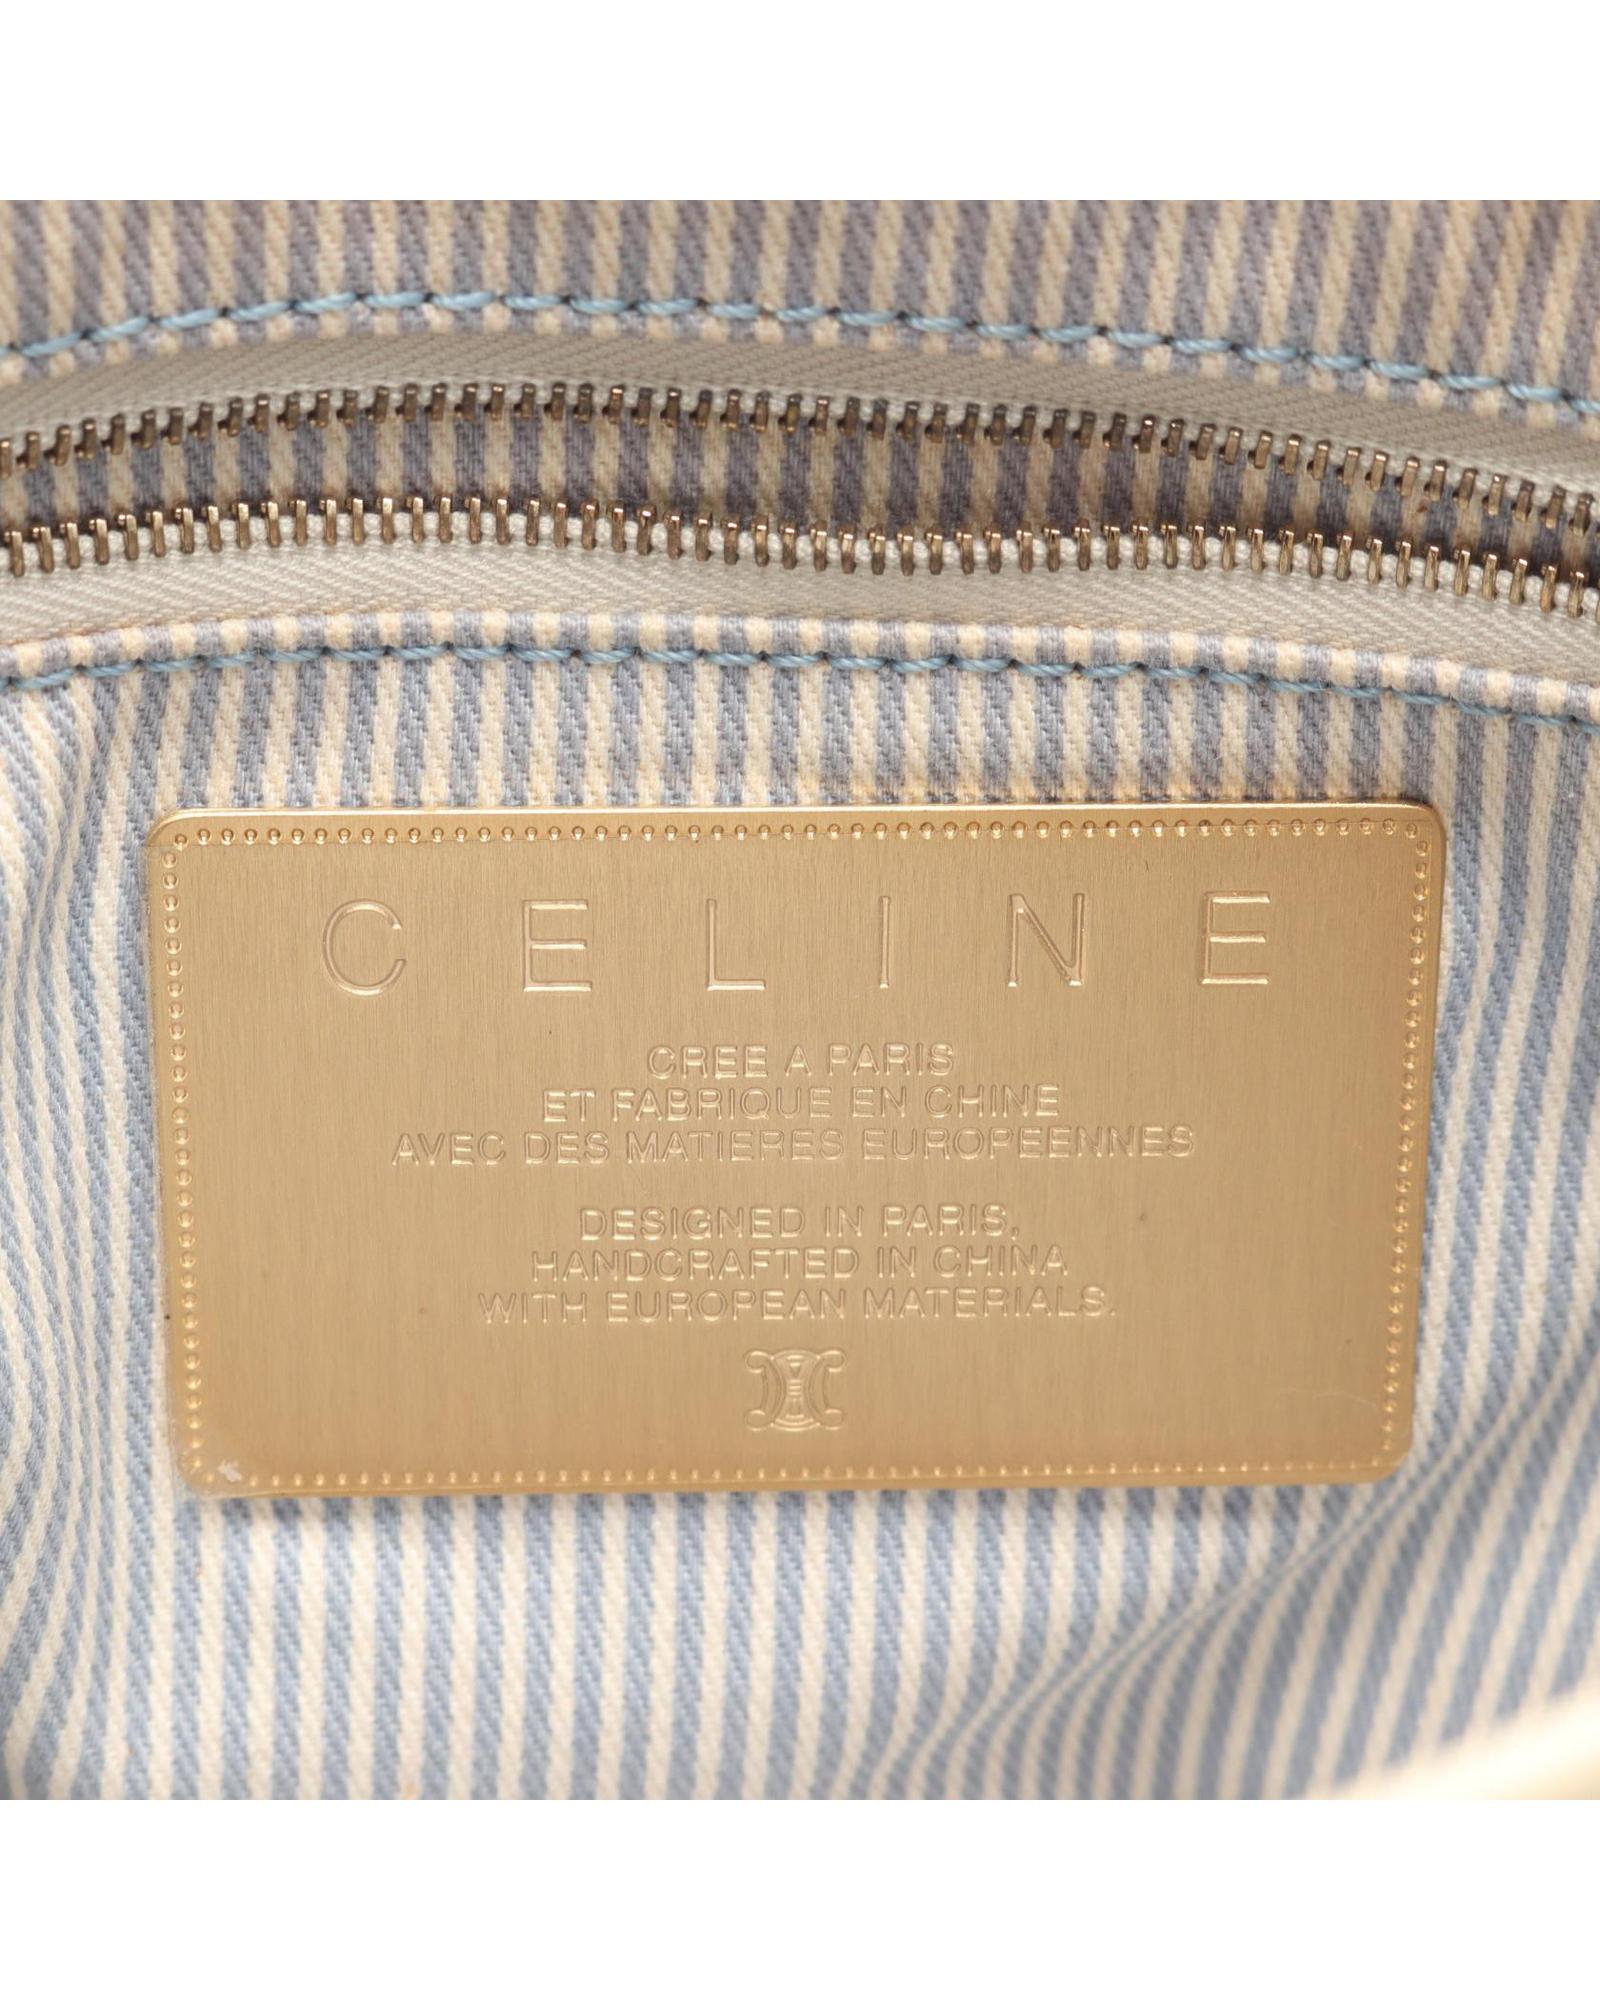 CELINE
CREE A PARIS
ET FABRIQUE EN CHINE
AVEC DES MATIERES EUROPEENNES
DESIGNED IN PARIS,
HANDCRAFTED IN CHINA
WITH EUROPEAN MATERIALS.